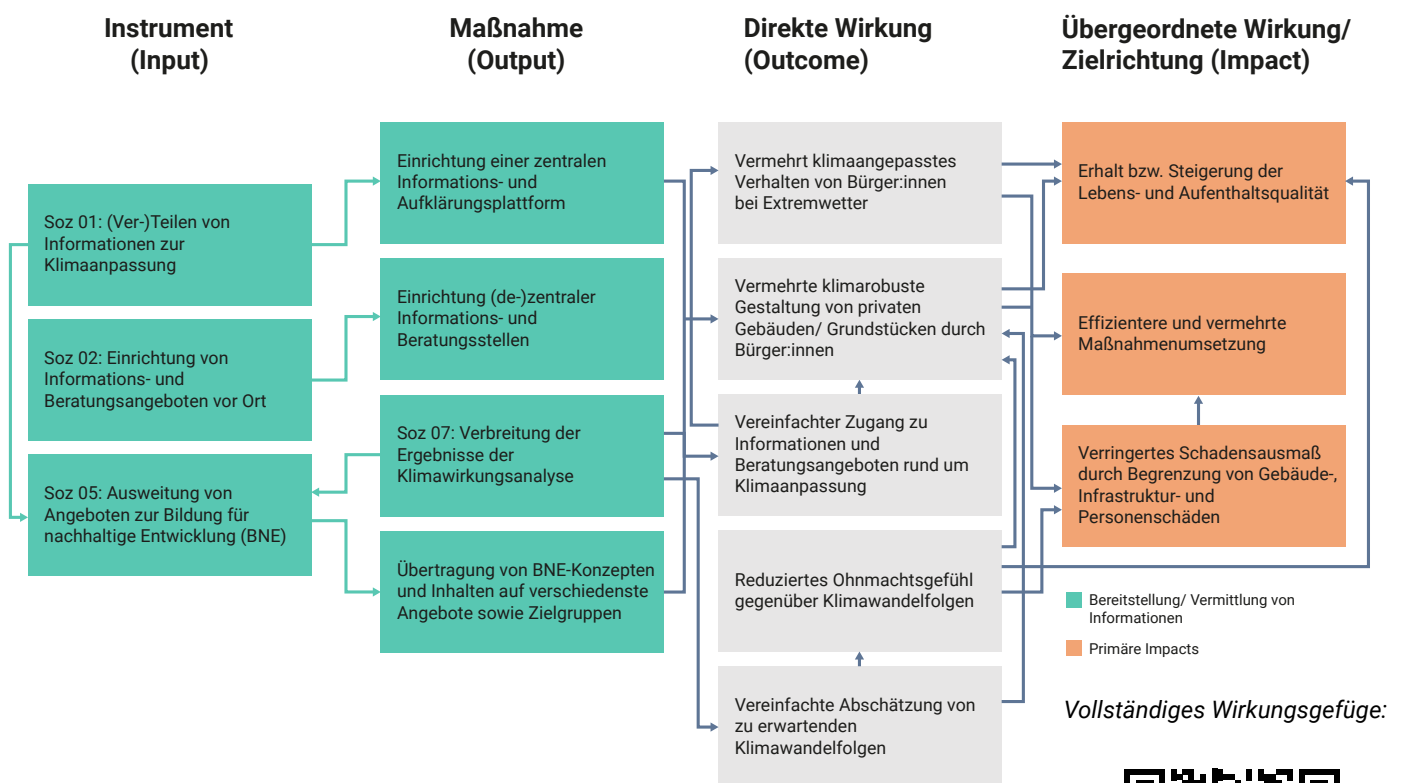 Instrument
(Input)
Maßnahme
(Output)
Direkte Wirkung
(Outcome)
Übergeordnete Wirkung/
Zielrichtung (Impact)
Soz 01: (Ver-)Teilen von
Informationen zur
Klimaanpassung
Soz 02: Einrichtung von
Informations- und
Beratungsangeboten vor Ort
Soz 05: Ausweitung von
Angeboten zur Bildung für
nachhaltige Entwicklung (BNE)
Einrichtung einer zentralen
Informations- und
Aufklärungsplattform
Einrichtung (de-)zentraler
Informations- und
Beratungsstellen
Soz 07: Verbreitung der
Ergebnisse der
Klimawirkungsanalyse
Übertragung von BNE-Konzepten
und Inhalten auf verschiedenste
Angebote sowie Zielgruppen
Vermehrt klimaangepasstes
Verhalten von Bürger:innen
bei Extremwetter
Vermehrte klimarobuste
Gestaltung von privaten
Gebäuden/ Grundstücken durch
Bürger:innen
Vereinfachter Zugang zu
Informationen und
Beratungsangeboten rund um
Klimaanpassung
Reduziertes Ohnmachtsgefühl
gegenüber Klimawandelfolgen
Vereinfachte Abschätzung von
zu erwartenden
Klimawandelfolgen
Erhalt bzw. Steigerung der
Lebens- und Aufenthaltsqualität
Effizientere und vermehrte
Maßnahmenumsetzung
Verringertes Schadensausmaß
durch Begrenzung von Gebäude-,
Infrastruktur- und
Personenschäden
Bereitstellung/ Vermittlung von
Informationen
Primäre Impacts
Vollständiges Wirkungsgefüge: